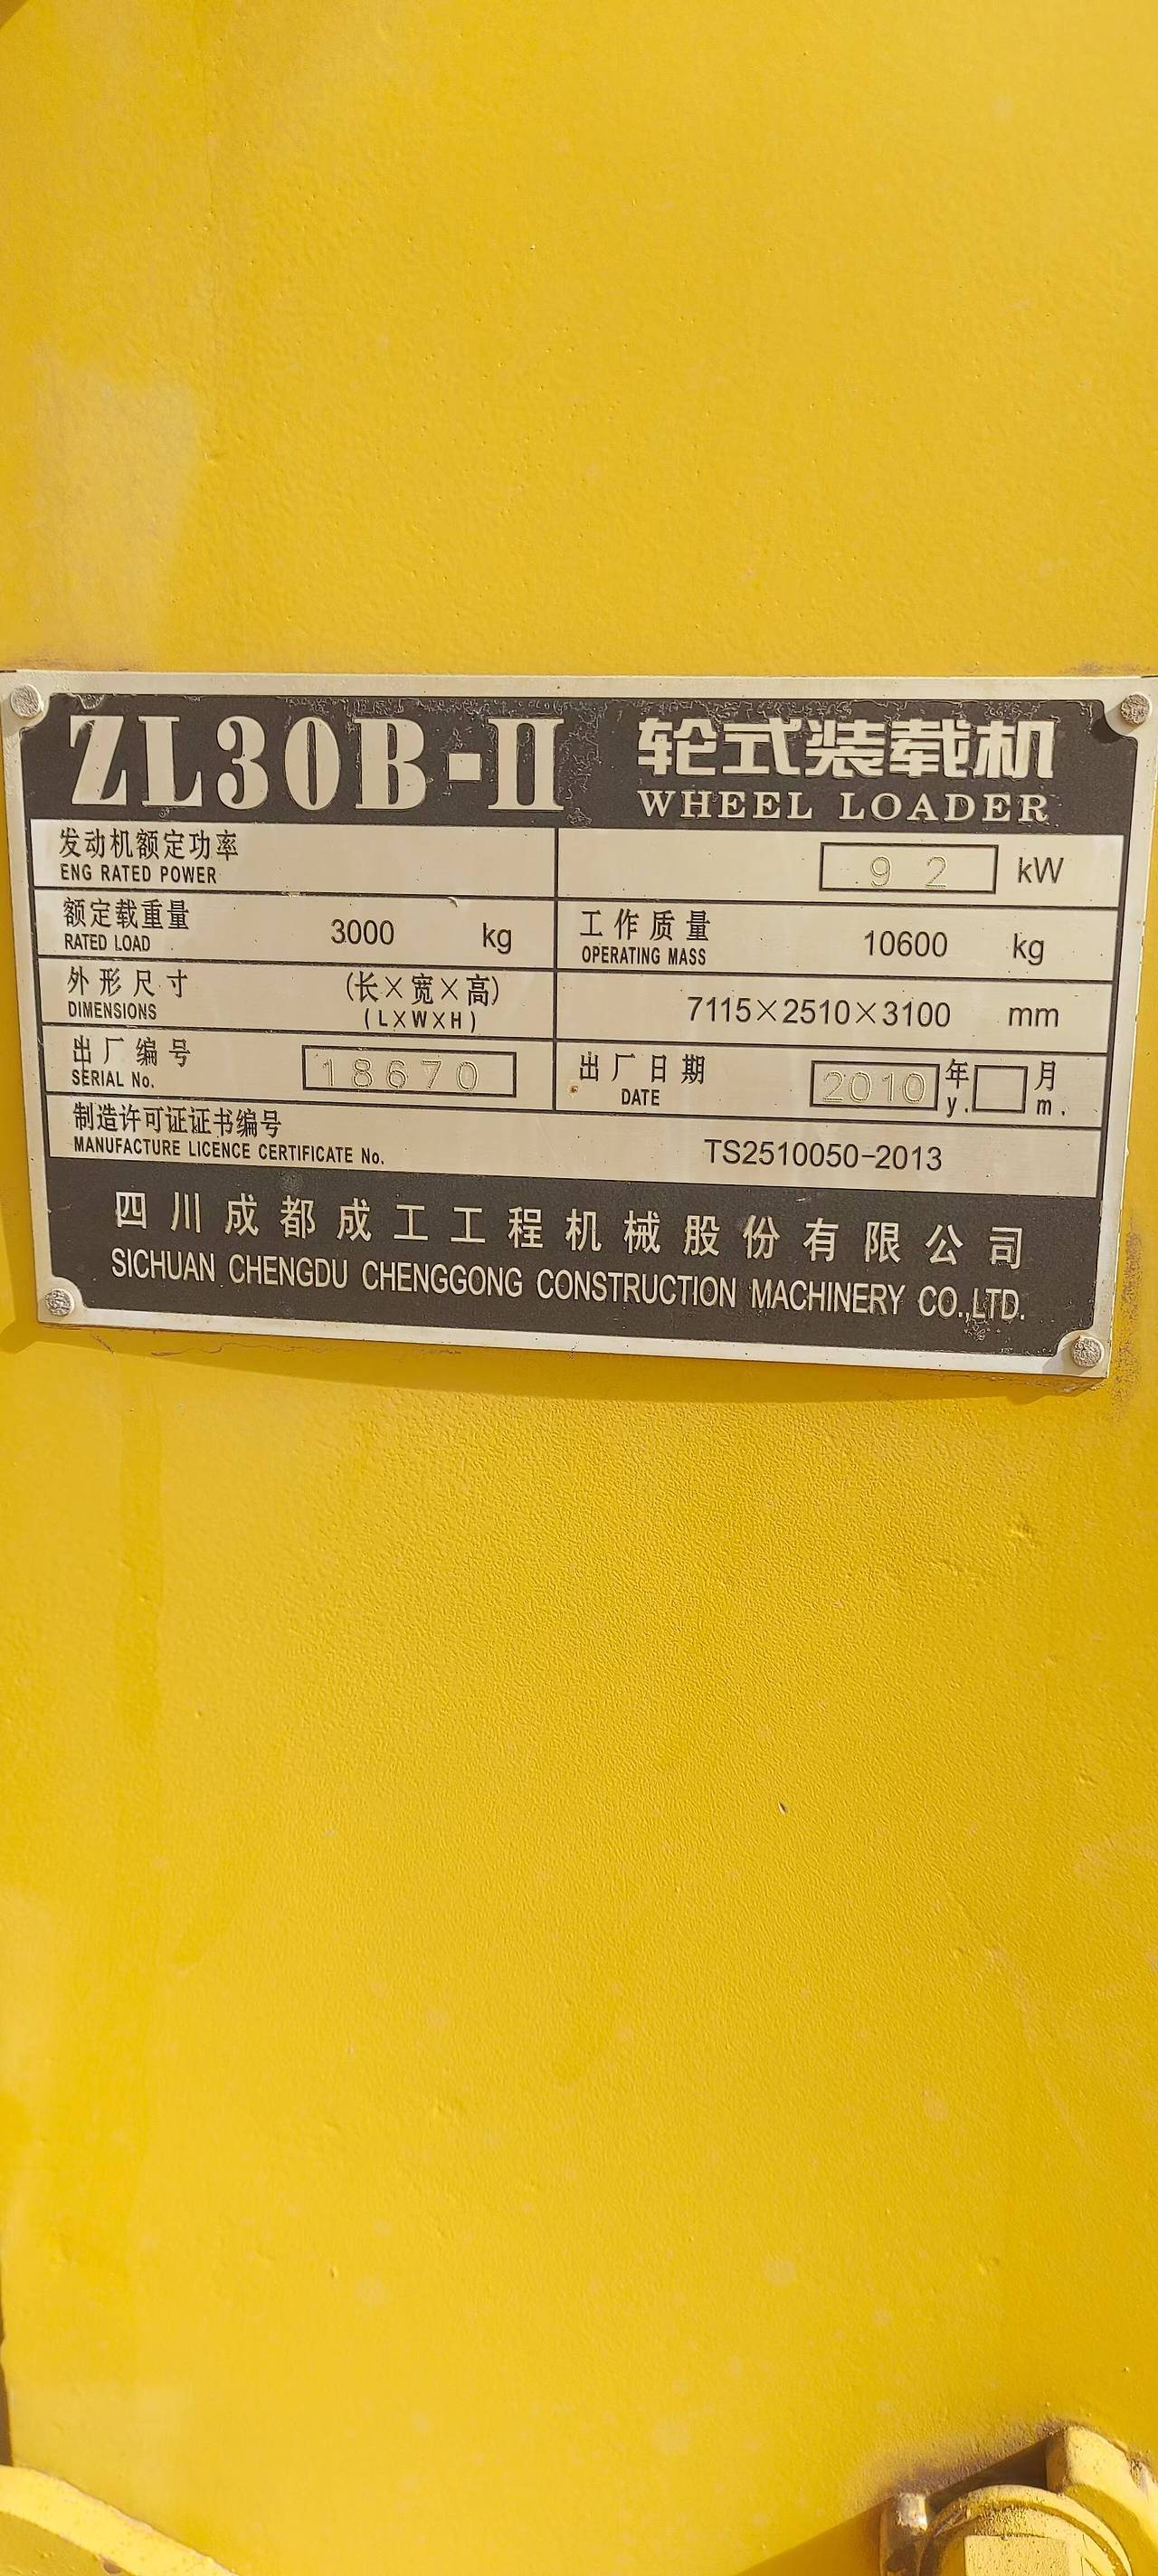 ZL30B-II 轮式装载机
WHEEL LOADER
发动机额定功率
ENG RATED POWER
92 kW
额定载重量
RATED LOAD
3000 kg
工作质量
OPERATING MASS
10600 kg
外形尺寸 (长×宽×高)
DIMENSIONS (L×W×H)
7115×2510×3100 mm
出厂编号
SERIAL No.
18670
出厂日期
DATE
2010 年 月
y. m.
制造许可证证书编号
MANUFACTURE LICENCE CERTIFICATE No.
TS2510050-2013
四川成都成工工程机械股份有限公司
SICHUAN CHENGDU CHENGGONG CONSTRUCTION MACHINERY CO.,LTD.